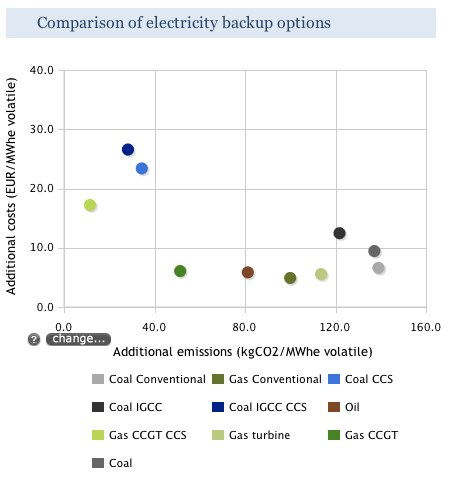 Comparison of electricity backup options
Additional costs (EUR/MWhe volatile)
40.0
30.0
20.0
10.0
0.0
0.0 40.0 80.0 120.0 160.0
? change...
Additional emissions (kgCO2/MWhe volatile)
Coal Conventional Gas Conventional Coal CCS
Coal IGCC Coal IGCC CCS Oil
Gas CCGT CCS Gas turbine Gas CCGT
Coal